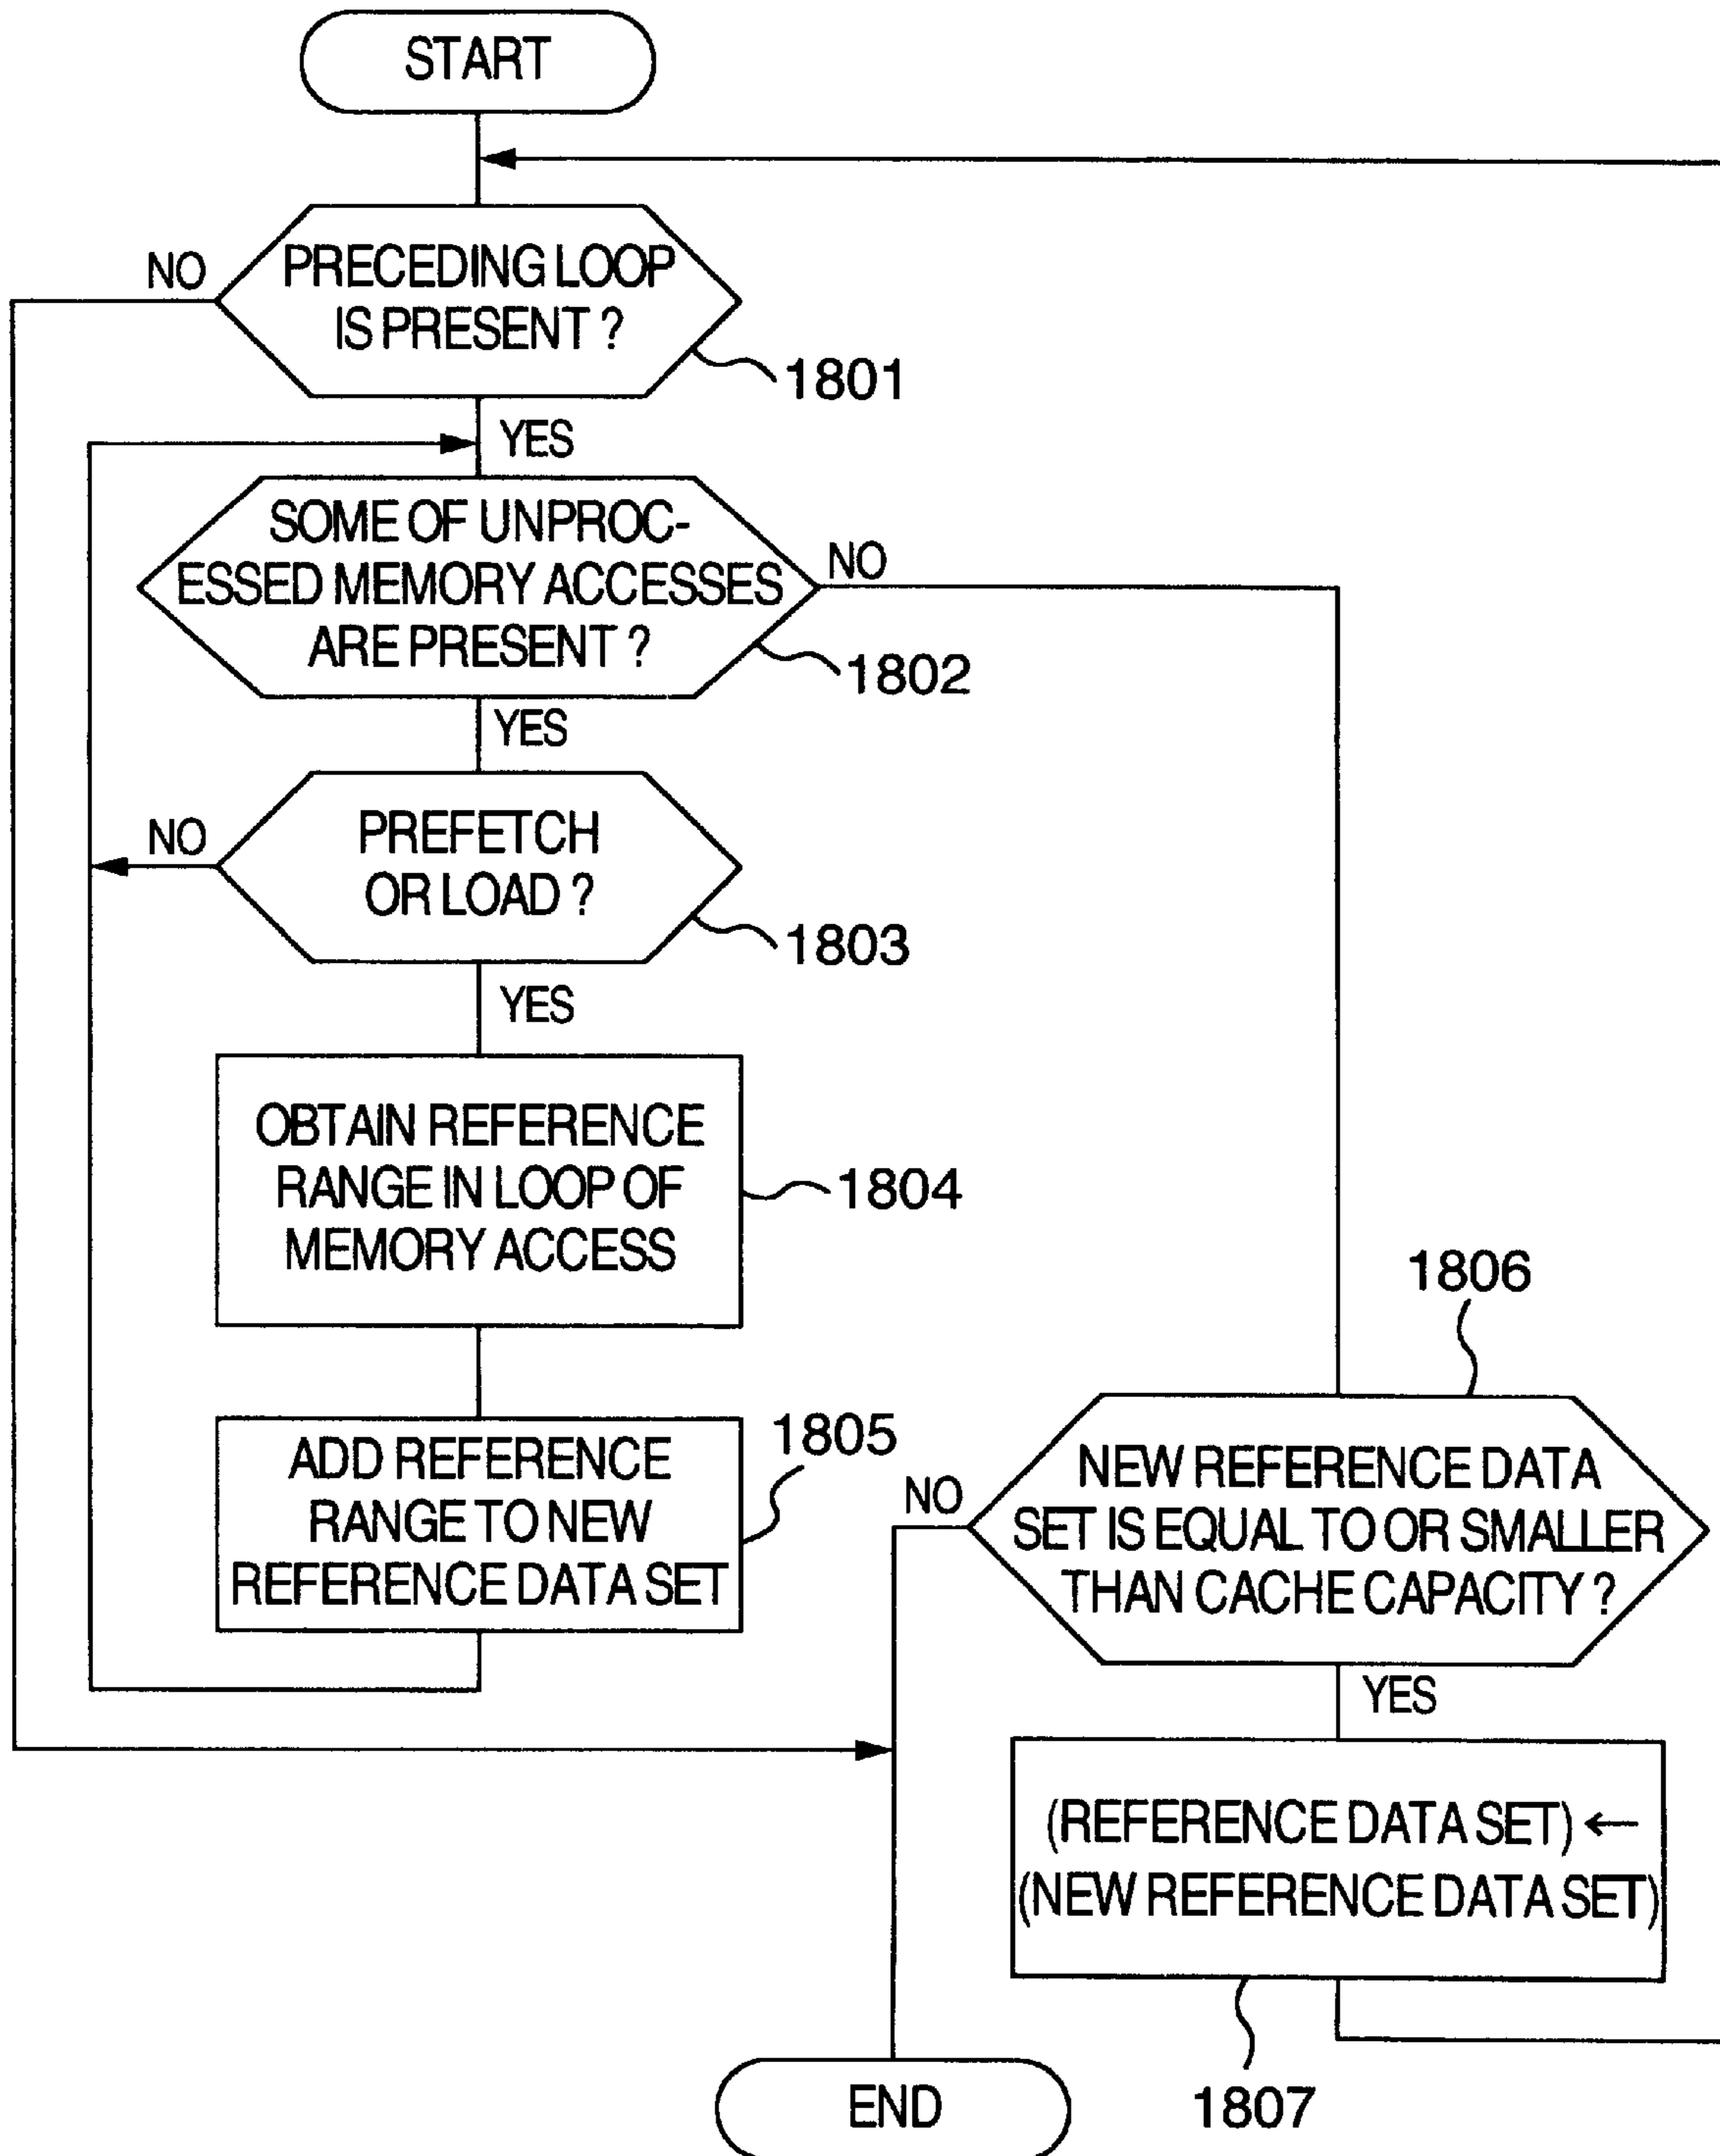 START
NO
PRECEDING LOOP
IS PRESENT ?
1801
YES
SOME OF UNPROC-
ESSED MEMORY ACCESSES
ARE PRESENT ?
NO
1802
YES
NO
PREFETCH
OR LOAD ?
1803
YES
OBTAIN REFERENCE
RANGE IN LOOP OF
MEMORY ACCESS
1804
ADD REFERENCE
RANGE TO NEW
REFERENCE DATA SET
1805
1806
NO
NEW REFERENCE DATA
SET IS EQUAL TO OR SMALLER
THAN CACHE CAPACITY ?
YES
(REFERENCE DATA SET) ←
(NEW REFERENCE DATA SET)
1807
END